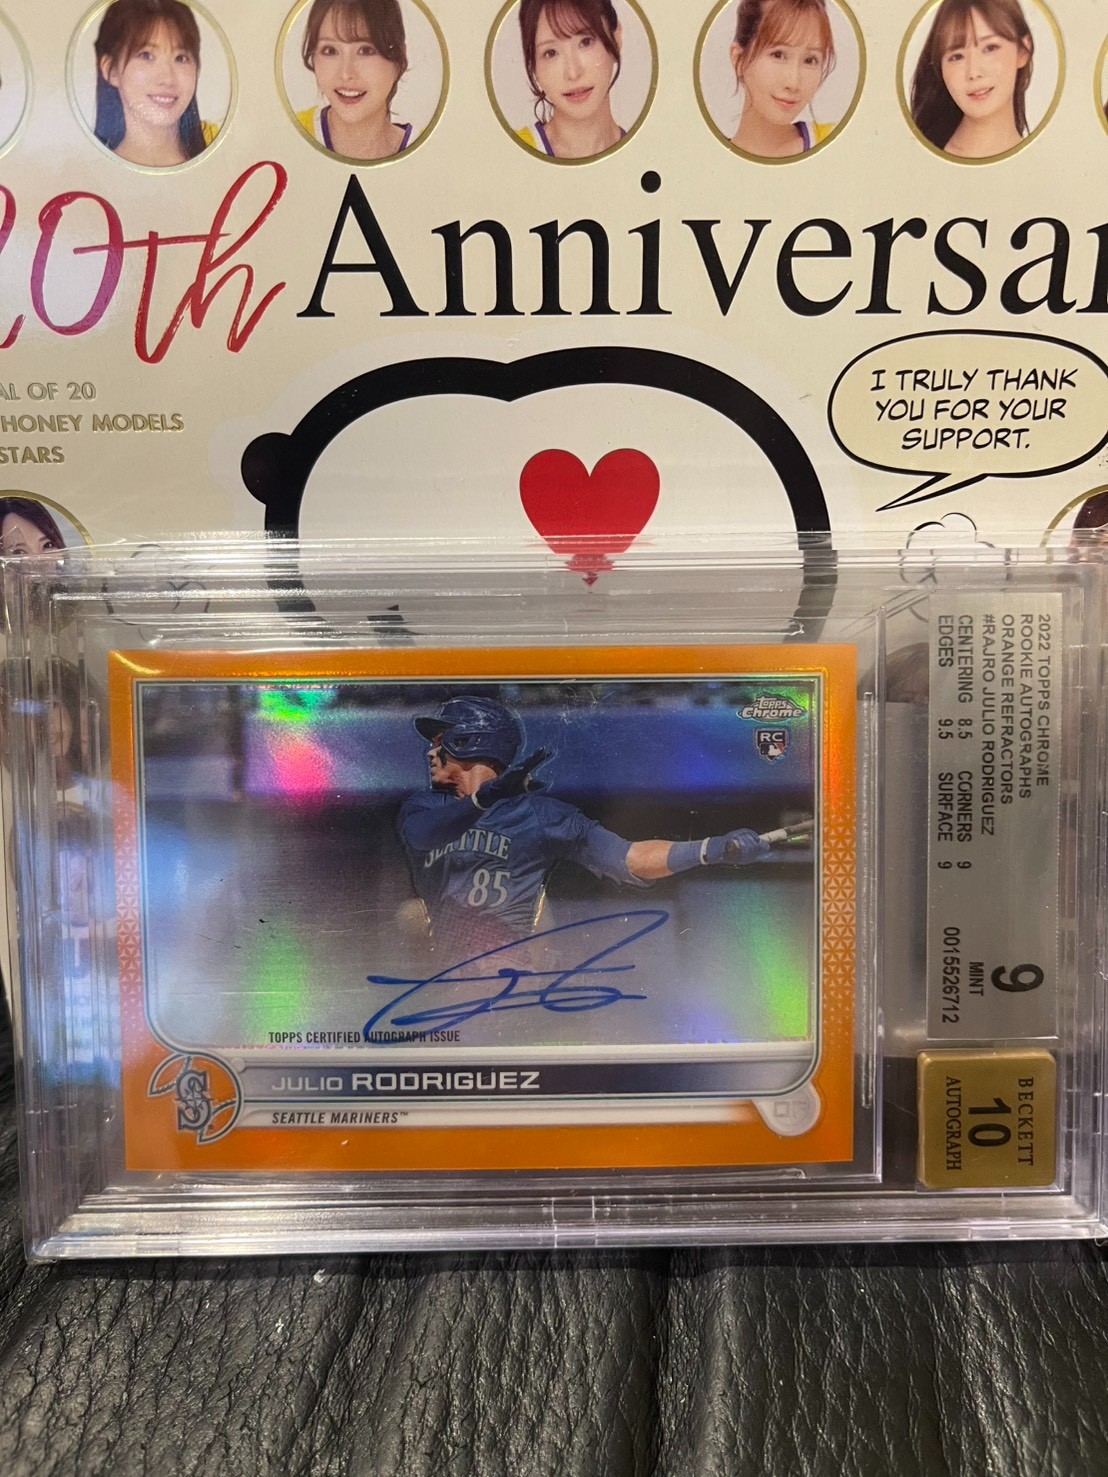 20th Anniversar
AL OF 20
HONEY MODELS
STARS
I TRULY THANK
YOU FOR YOUR
SUPPORT.
2022 TOPPS CHROME
ROOKIE AUTOGRAPHS
ORANGE REFRACTORS
#RAJRO JULIO RODRIGUEZ
CENTERING 8.5 CORNERS 9
EDGES 9.5 SURFACE 9
9
MINT
0015526712
BECKETT
10
AUTOGRAPH
Topps
Chrome
RC
SEATTLE
85
TOPPS CERTIFIED AUTOGRAPH ISSUE
JULIO RODRIGUEZ
S
SEATTLE MARINERS™
OF